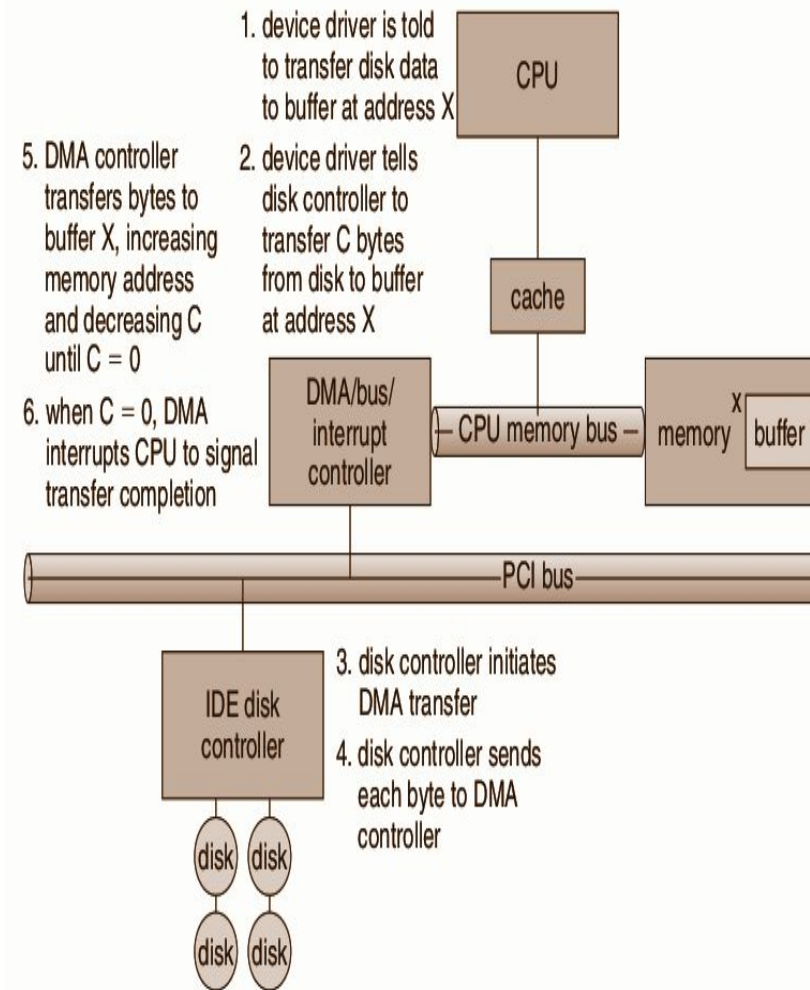 1. device driver is told
to transfer disk data
to buffer at address X
CPU
5. DMA controller
transfers bytes to
buffer X, increasing
memory address
and decreasing C
until C = 0
2. device driver tells
disk controller to
transfer C bytes
from disk to buffer
at address X
cache
6. when C = 0, DMA
interrupts CPU to signal
transfer completion
DMA/bus/
interrupt
controller
CPU memory bus
memory
X
buffer
PCI bus
IDE disk
controller
3. disk controller initiates
DMA transfer
4. disk controller sends
each byte to DMA
controller
disk
disk
disk
disk